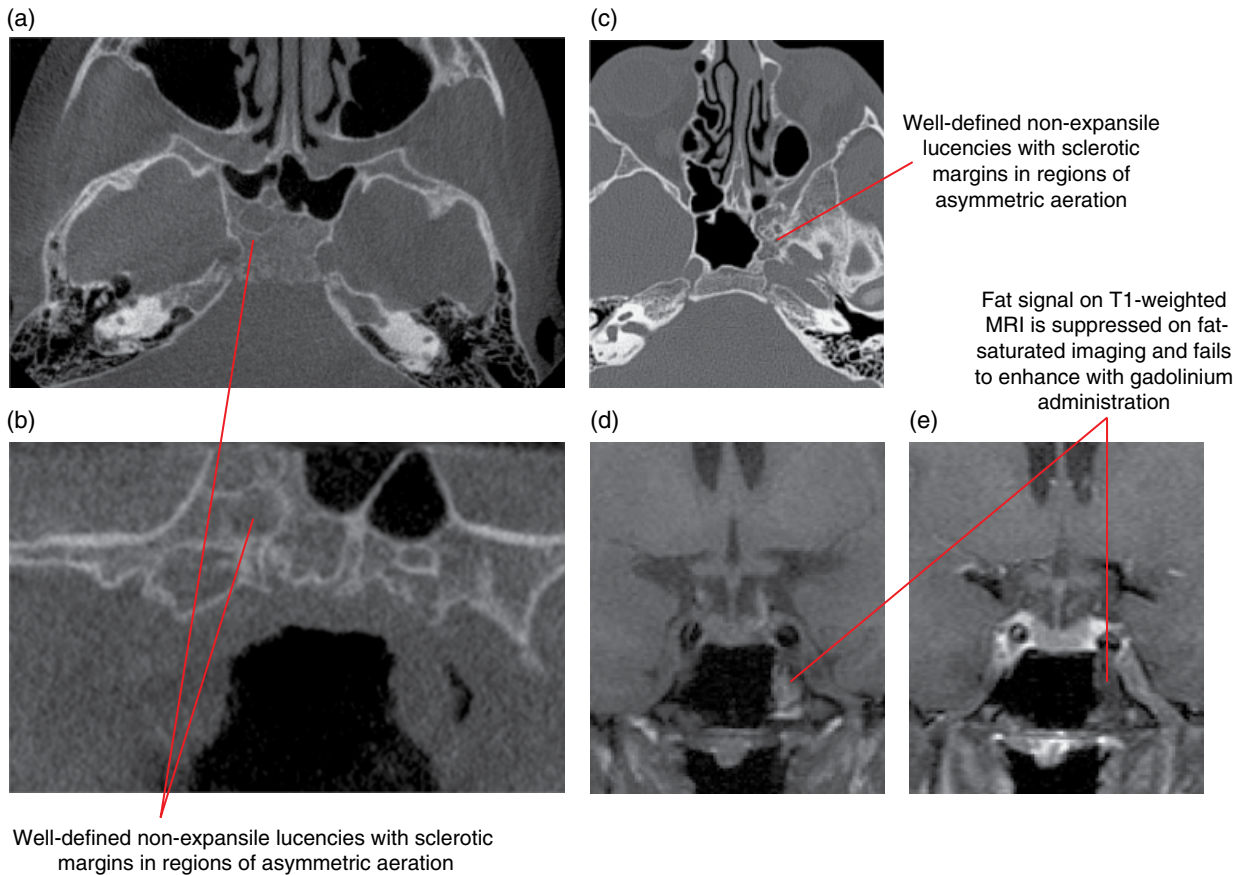 (a)
(c)
Well-defined non-expansile
lucencies with sclerotic
margins in regions of
asymmetric aeration
Fat signal on T1-weighted
MRI is suppressed on fat-
saturated imaging and fails
to enhance with gadolinium
administration
(b)
(d)
(e)
Well-defined non-expansile lucencies with sclerotic
margins in regions of asymmetric aeration